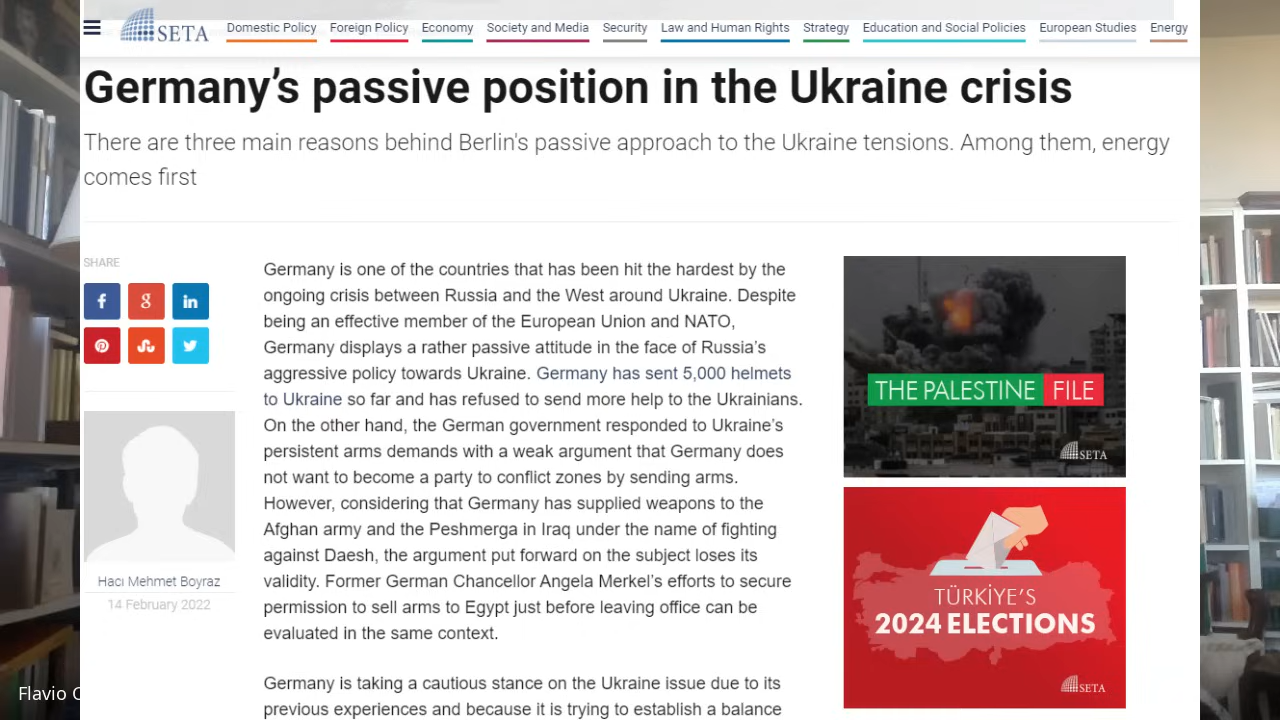 SETA
Domestic Policy
Foreign Policy
Economy
Society and Media
Security
Law and Human Rights
Strategy
Education and Social Policies
European Studies
Energy
Germany’s passive position in the Ukraine crisis
There are three main reasons behind Berlin's passive approach to the Ukraine tensions. Among them, energy
comes first
SHARE
Hacı Mehmet Boyraz
14 February 2022
Germany is one of the countries that has been hit the hardest by the
ongoing crisis between Russia and the West around Ukraine. Despite
being an effective member of the European Union and NATO,
Germany displays a rather passive attitude in the face of Russia’s
aggressive policy towards Ukraine. Germany has sent 5,000 helmets
to Ukraine so far and has refused to send more help to the Ukrainians.
On the other hand, the German government responded to Ukraine’s
persistent arms demands with a weak argument that Germany does
not want to become a party to conflict zones by sending arms.
However, considering that Germany has supplied weapons to the
Afghan army and the Peshmerga in Iraq under the name of fighting
against Daesh, the argument put forward on the subject loses its
validity. Former German Chancellor Angela Merkel’s efforts to secure
permission to sell arms to Egypt just before leaving office can be
evaluated in the same context.
Germany is taking a cautious stance on the Ukraine issue due to its
previous experiences and because it is trying to establish a balance
THE PALESTINE FILE
SETA
TÜRKİYE'S
2024 ELECTIONS
SETA
Flavio